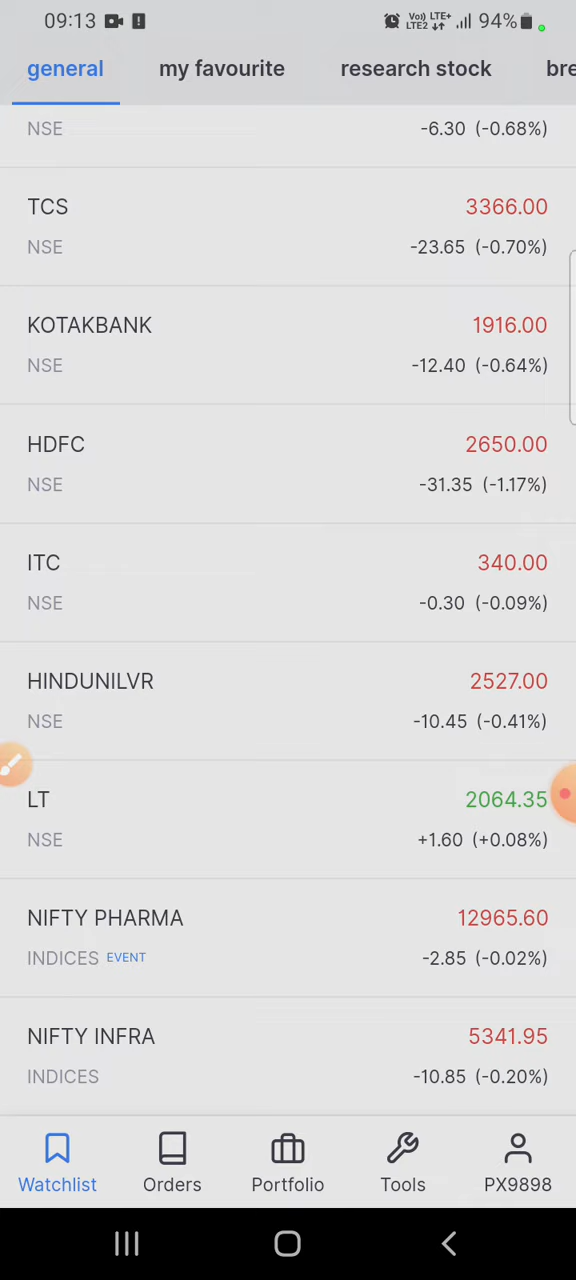 09:13 Vo)) LTE+ LTE2 94%
general my favourite research stock bre
NSE -6.30 (-0.68%)
TCS 3366.00
NSE -23.65 (-0.70%)
KOTAKBANK 1916.00
NSE -12.40 (-0.64%)
HDFC 2650.00
NSE -31.35 (-1.17%)
ITC 340.00
NSE -0.30 (-0.09%)
HINDUNILVR 2527.00
NSE -10.45 (-0.41%)
LT 2064.35
NSE +1.60 (+0.08%)
NIFTY PHARMA 12965.60
INDICES EVENT -2.85 (-0.02%)
NIFTY INFRA 5341.95
INDICES -10.85 (-0.20%)
Watchlist Orders Portfolio Tools PX9898